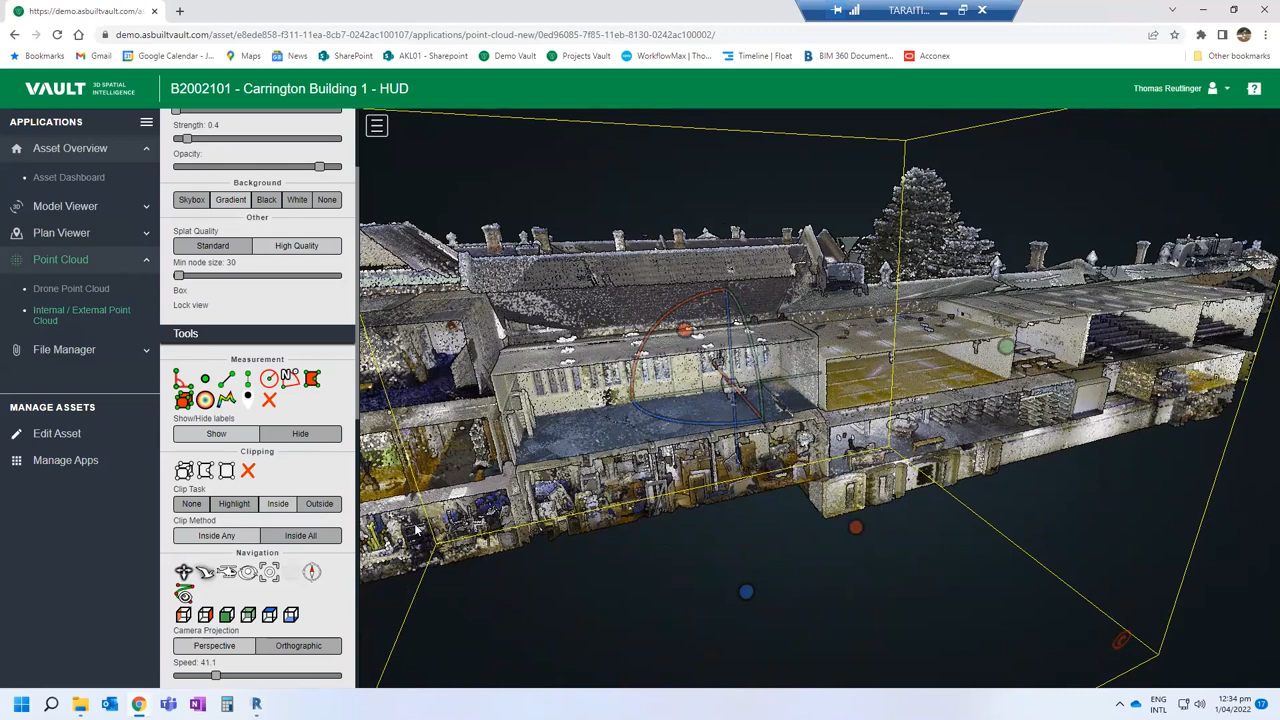 https://demo.asbuiltvault.com/as
TARAITI...
demo.asbuiltvault.com/asset/e8ede858-f311-11ea-8cb7-0242ac100107/applications/point-cloud-new/0ed96085-7f85-11eb-8130-0242ac100002/
Bookmarks
Gmail
Google Calendar - J...
Maps
News
SharePoint
AKL01 - Sharepoint
Demo Vault
Projects Vault
WorkflowMax | Tho...
Timeline | Float
BIM 360 Document...
Acconex
Other bookmarks
VAULT 3D SPATIAL INTELLIGENCE
B2002101 - Carrington Building 1 - HUD
Thomas Reutlinger
APPLICATIONS
Asset Overview
Asset Dashboard
Model Viewer
Plan Viewer
Point Cloud
Drone Point Cloud
Internal / External Point
Cloud
File Manager
MANAGE ASSETS
Edit Asset
Manage Apps
Strength: 0.4
Opacity:
Background
Skybox Gradient Black White None
Other
Splat Quality
Standard High Quality
Min node size: 30
Box
Lock view
Tools
Measurement
Show/Hide labels
Show Hide
Clipping
Clip Task
None Highlight Inside Outside
Clip Method
Inside Any Inside All
Navigation
Camera Projection
Perspective Orthographic
Speed: 41.1
ENG
INTL
12:34 pm
1/04/2022
17